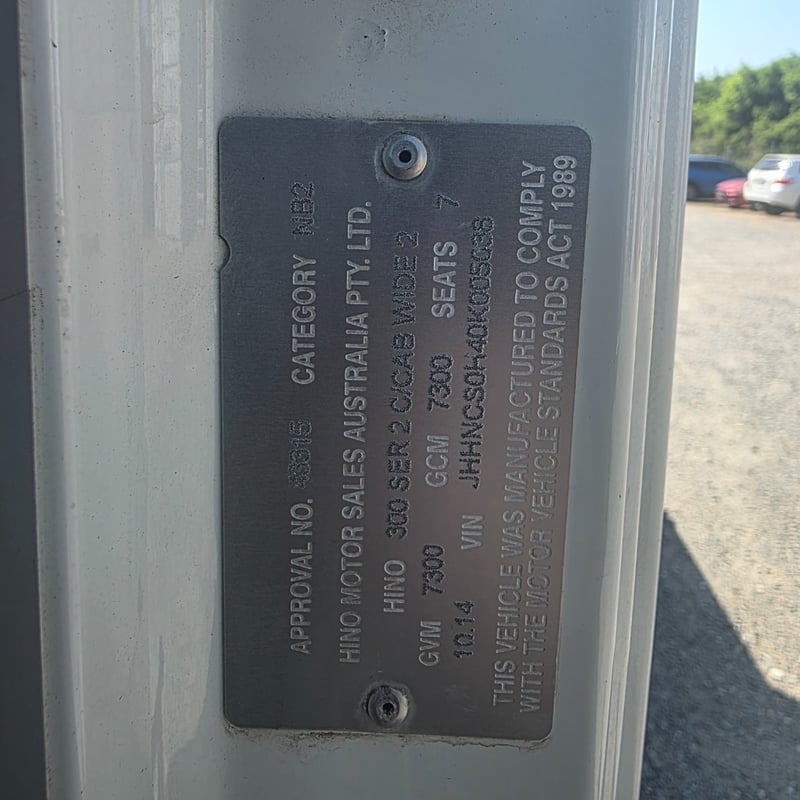 APPROVAL NO. 46315 CATEGORY NB2
HINO MOTOR SALES AUSTRALIA PTY. LTD.
HINO 300 SER 2 C/CAB WIDE 2
GVM 7300 GCM 7300 SEATS 7
10.14 VIN JHHNCS0H40K005038
THIS VEHICLE WAS MANUFACTURED TO COMPLY
WITH THE MOTOR VEHICLE STANDARDS ACT 1989